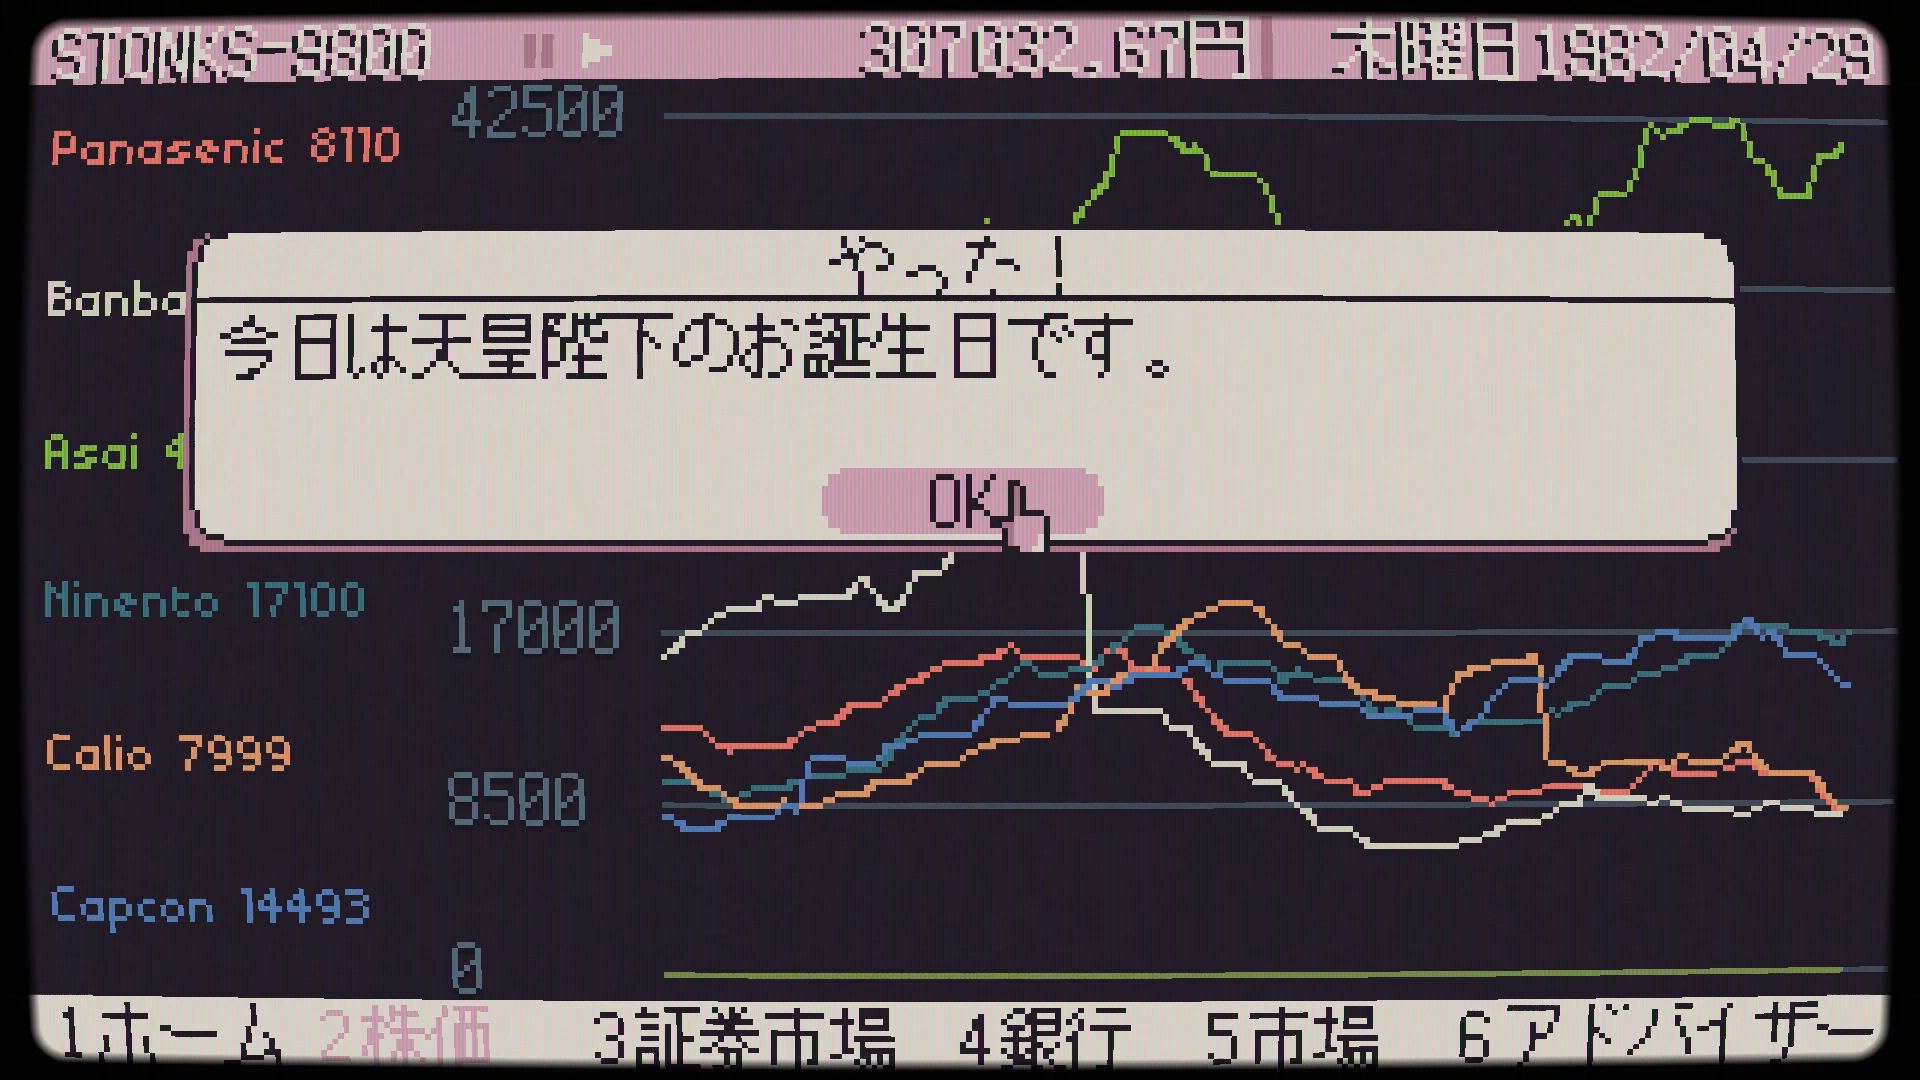 STONKS-9800
307032.67円
木曜日 1982/04/29
42500
Panasenic 8110
やった!
Banba
今日は天皇陛下のお誕生日です。
Asai
OK
Ninento 17100
17000
Calio 7999
8500
Capcon 14493
0
1ホーム 2株価 3証券市場 4銀行 5市場 6アドバイザー